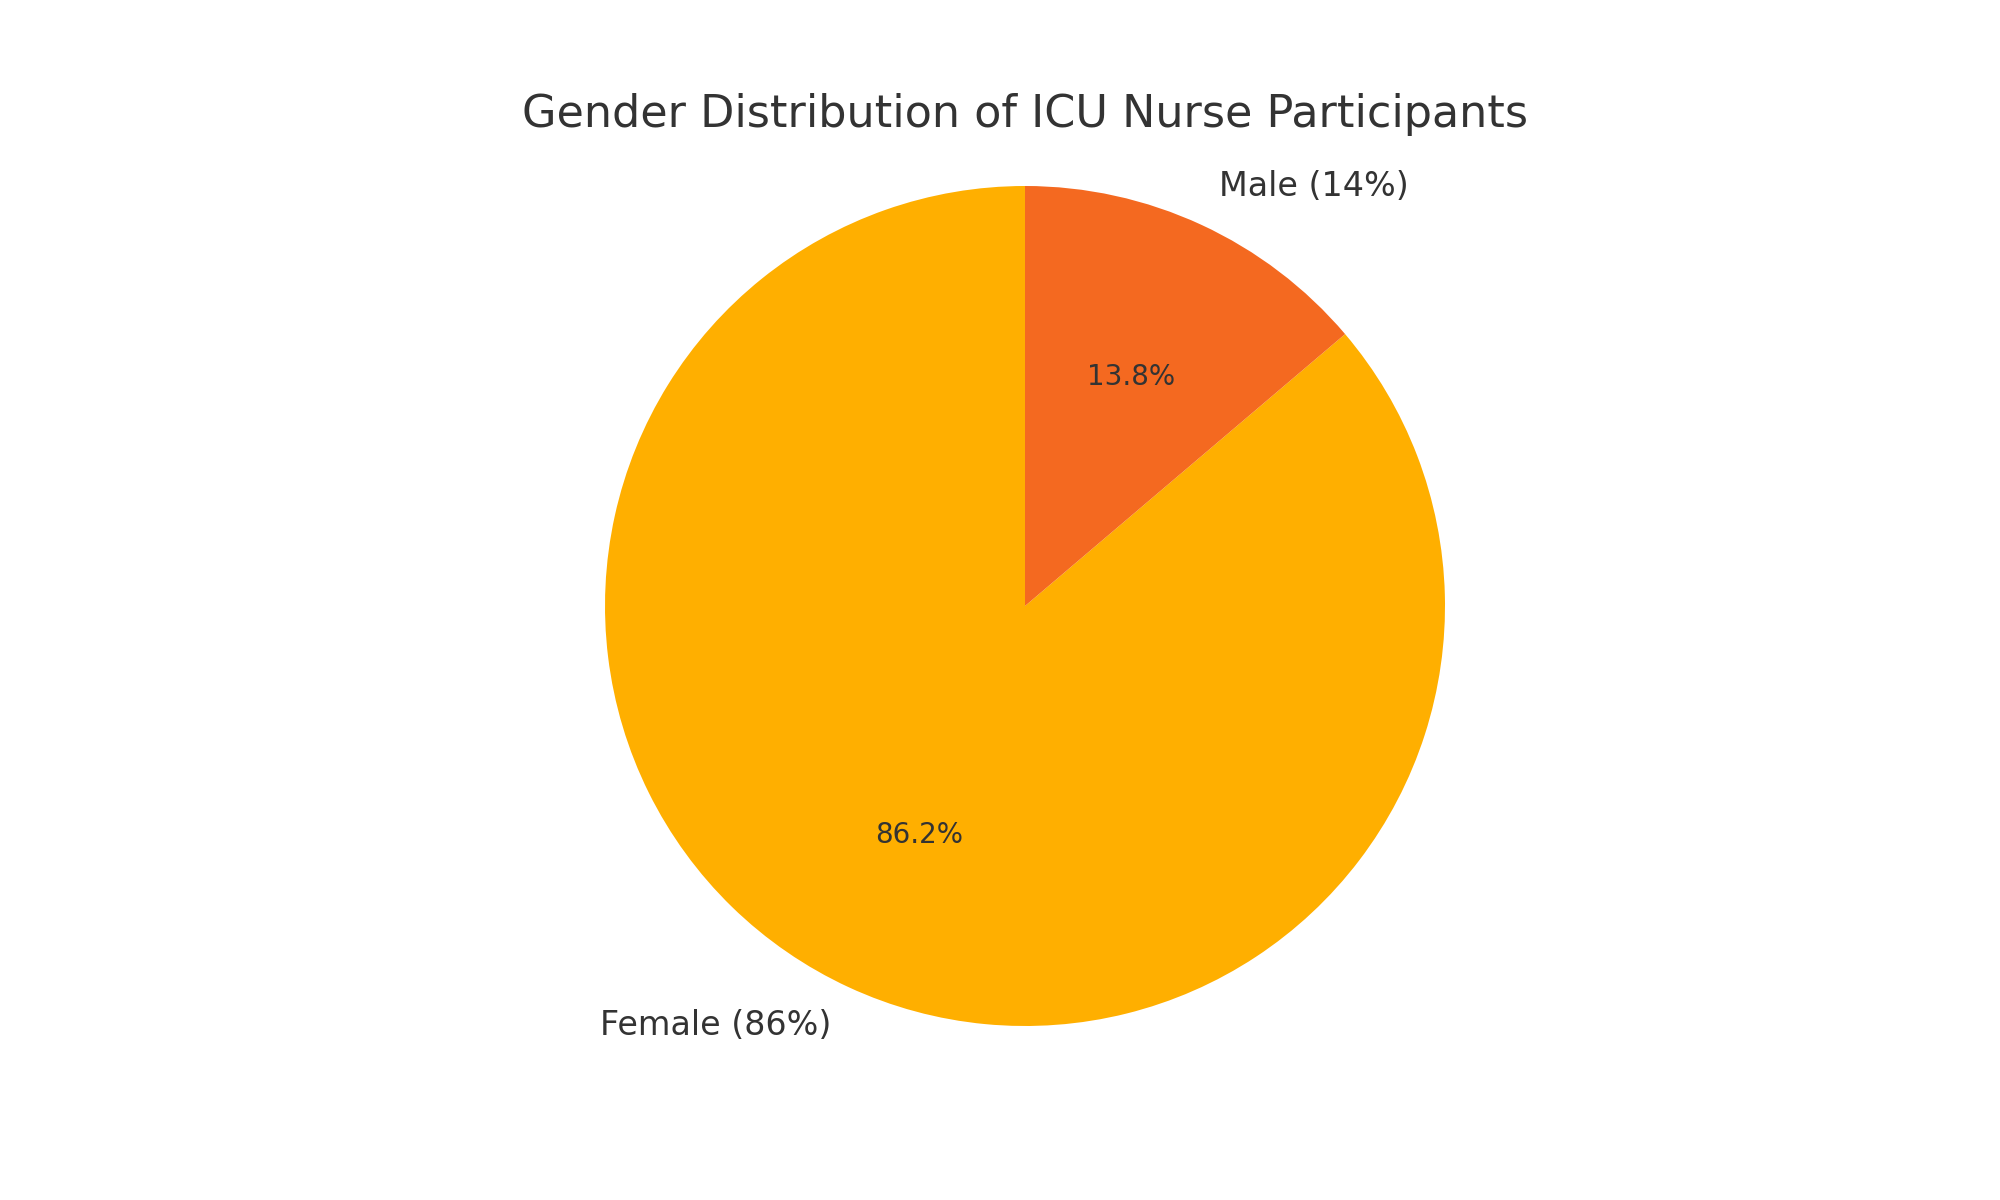 Gender Distribution of ICU Nurse Participants
Male (14%)
13.8%
86.2%
Female (86%)